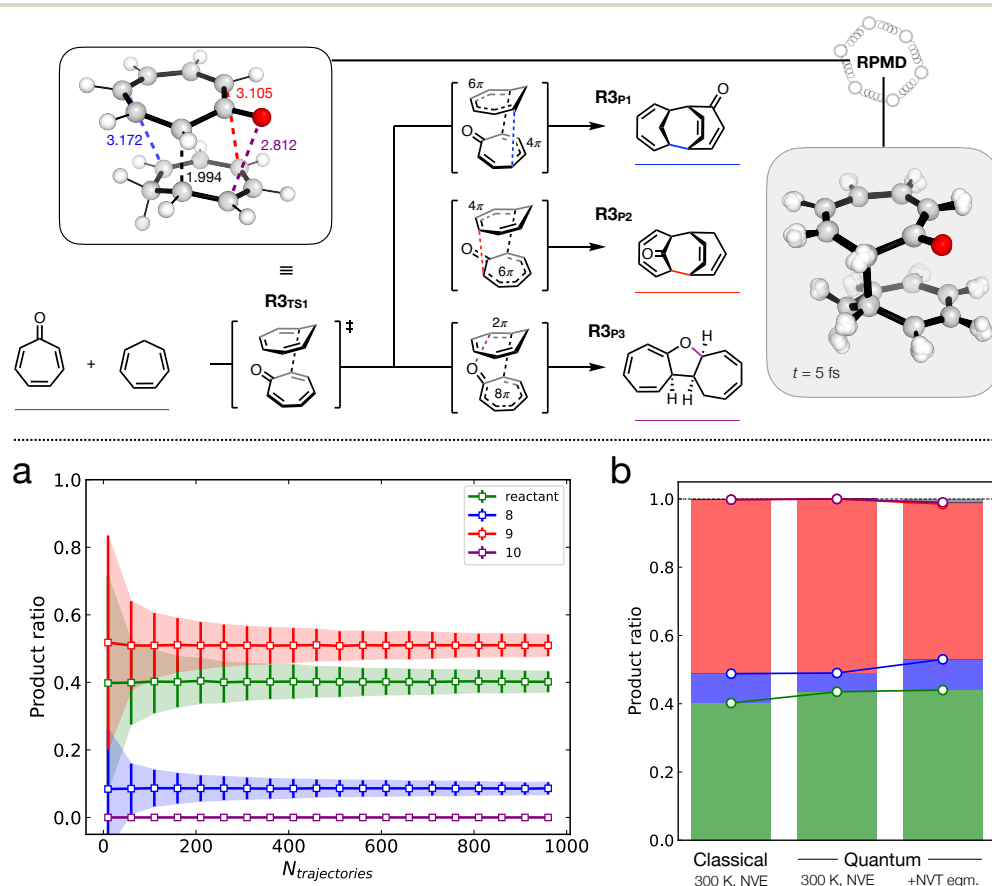 RPMD
3.105
3.172
2.812
1.994
≡
R3TS1
‡
O
+
O
6π
O
4π
R3P1
O
4π
O
6π
R3P2
O
2π
O
8π
R3P3
O
H
H
H
t = 5 fs
a
Product ratio
1.0
0.8
0.6
0.4
0.2
0.0
reactant
8
9
10
0
200
400
600
800
1000
Ntrajectories
b
Product ratio
1.0
0.8
0.6
0.4
0.2
0.0
Classical
Quantum
300 K, NVE
300 K, NVE
+NVT eqm.